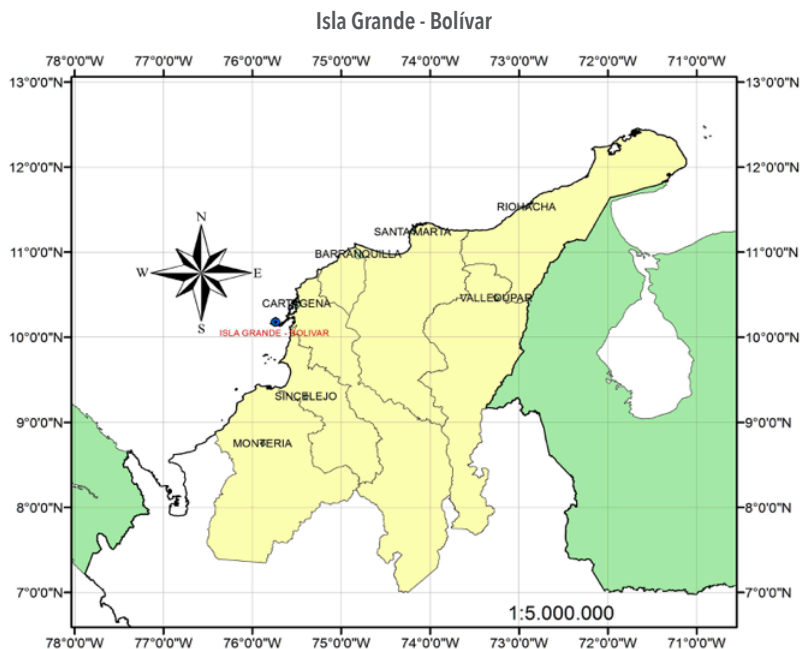 Isla Grande - Bolívar
78°0'0"W 77°0'0"W 76°0'0"W 75°0'0"W 74°0'0"W 73°0'0"W 72°0'0"W 71°0'0"W
13°0'0"N 13°0'0"N
12°0'0"N 12°0'0"N
RIOHACHA
N
SANTA MARTA
11°0'0"N BARRANQUILLA 11°0'0"N
W E
VALLEDUPAR
CARTAGENA
S
ISLA GRANDE - BOLIVAR
10°0'0"N 10°0'0"N
9°0'0"N 9°0'0"N
SINCELEJO
MONTERIA
8°0'0"N 8°0'0"N
7°0'0"N 7°0'0"N
1:5.000.000
78°0'0"W 77°0'0"W 76°0'0"W 75°0'0"W 74°0'0"W 73°0'0"W 72°0'0"W 71°0'0"W